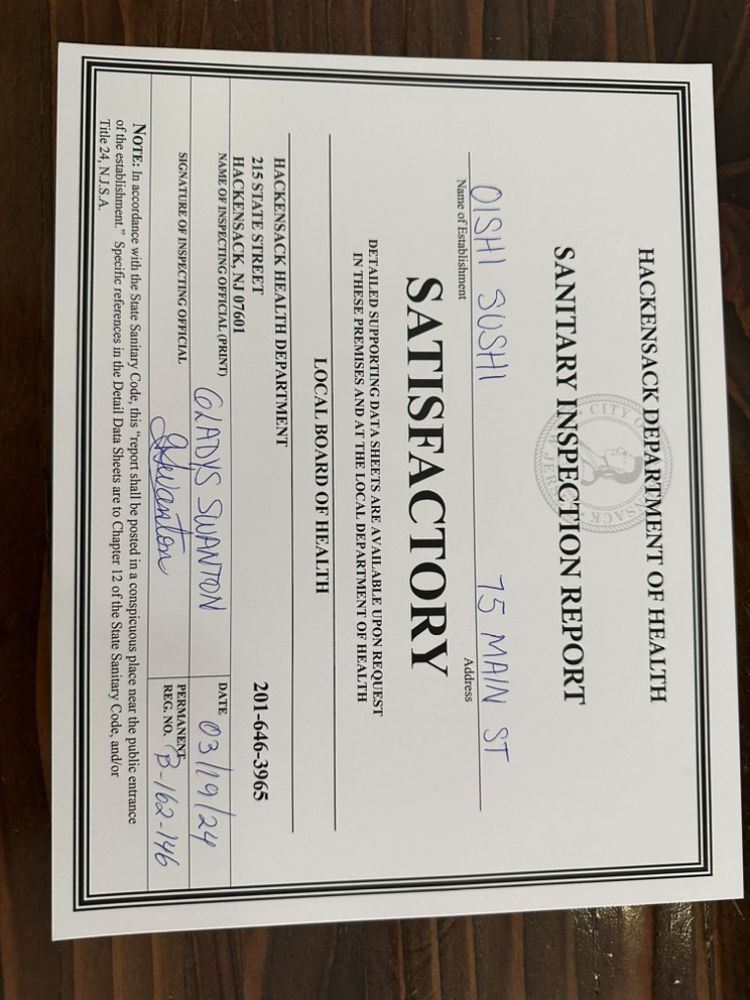 HACKENSACK DEPARTMENT OF HEALTH
SANITARY INSPECTION REPORT
CITY OF
JERS
OISHI SUSHI 75 MAIN ST
Name of Establishment Address
SATISFACTORY
DETAILED SUPPORTING DATA SHEETS ARE AVAILABLE UPON REQUEST
IN THESE PREMISES AND AT THE LOCAL DEPARTMENT OF HEALTH
LOCAL BOARD OF HEALTH
HACKENSACK HEALTH DEPARTMENT
215 STATE STREET 201-646-3965
HACKENSACK, NJ 07601
NAME OF INSPECTING OFFICIAL (PRINT) GLADYS SWANTON DATE 03/19/24
SIGNATURE OF INSPECTING OFFICIAL GSwanton PERMANENT
REG. NO. B-162-146
NOTE: In accordance with the State Sanitary Code, this "report shall be posted in a conspicuous place near the public entrance
of the establishment." Specific references in the Detail Data Sheets are to Chapter 12 of the State Sanitary Code, and/or
Title 24, N.J.S.A.